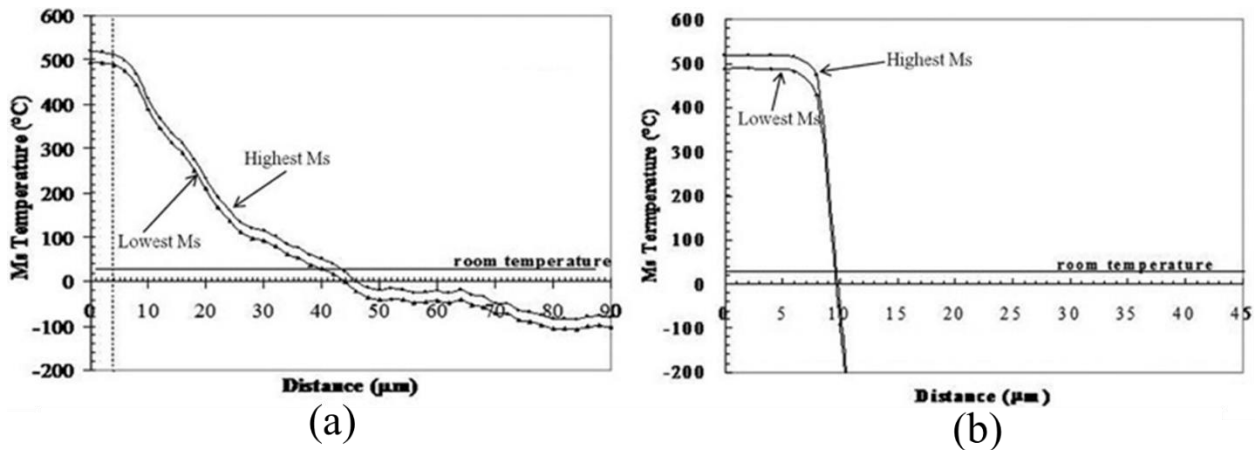 600
500
400
300
200
100
0
-100
-200
Ms Temperature (°C)
Highest Ms
Lowest Ms
room temperature
0 10 20 30 40 50 60 70 80 90
Distance (µm)
(a)
600
500
400
300
200
100
0
-100
-200
Ms Termperature (°C)
Highest Ms
Lowest Ms
room temperature
0 5 10 15 20 25 30 35 40 45
Distance (µm)
(b)